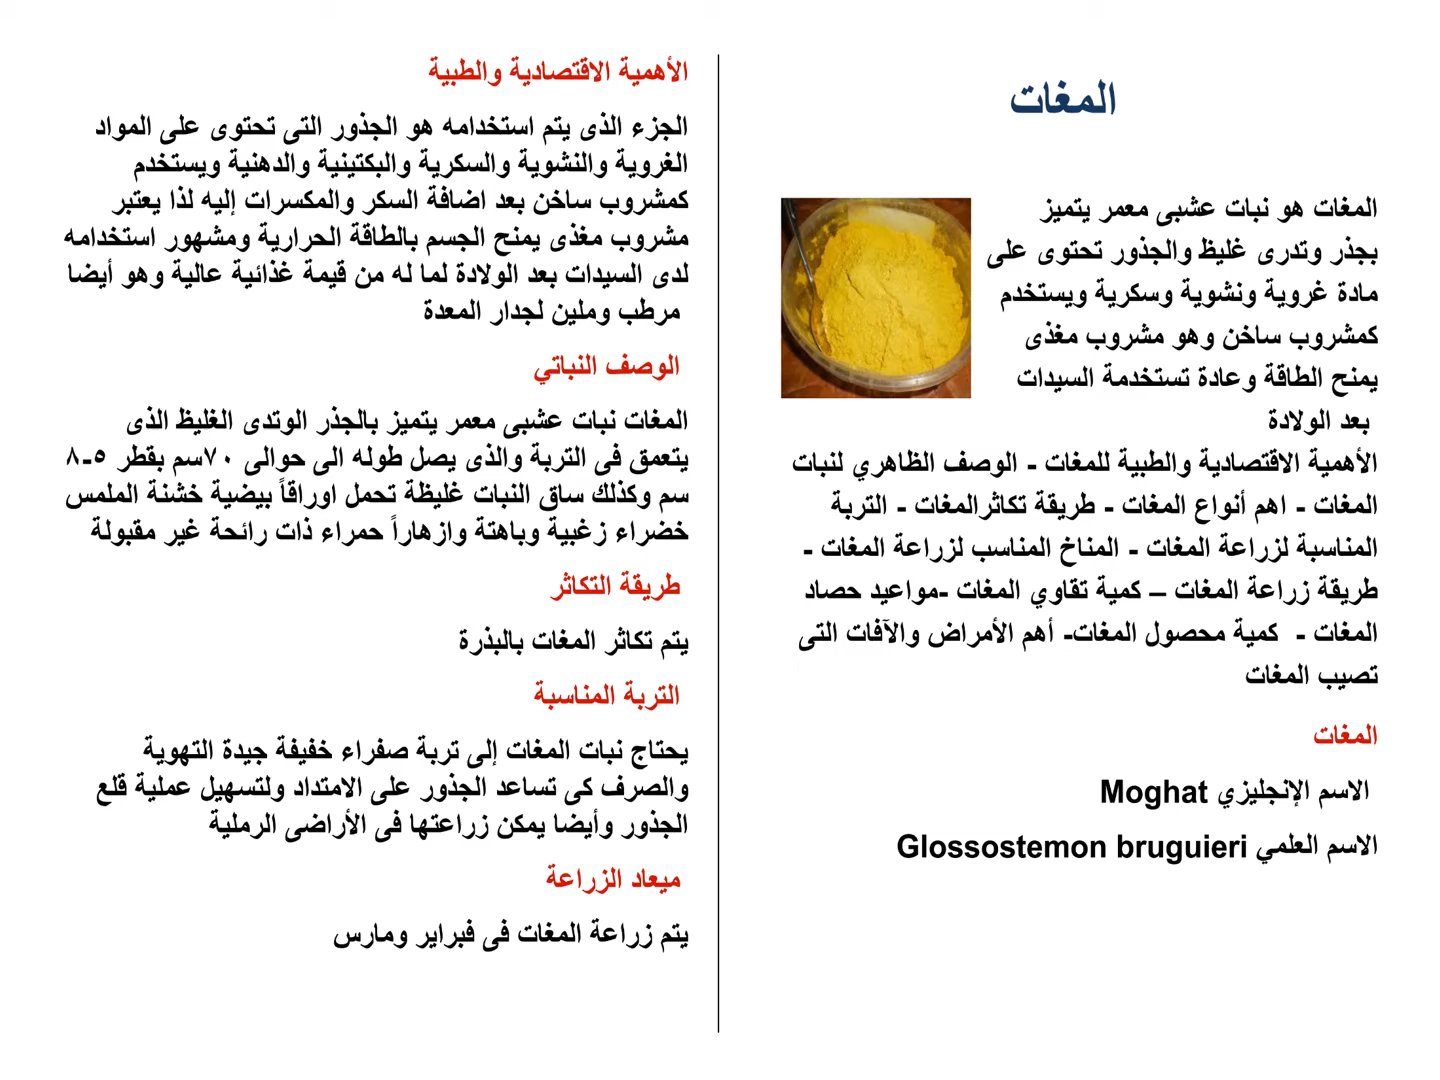 المغات
المغات هو نبات عشبى معمر يتميز
بجذر وتدرى غليظ والجذور تحتوى على
مادة غروية ونشوية وسكرية ويستخدم
كمشروب ساخن وهو مشروب مغذى
يمنح الطاقة وعادة تستخدمة السيدات
بعد الولادة
الأهمية الاقتصادية والطبية للمغات - الوصف الظاهري لنبات
المغات - اهم أنواع المغات - طريقة تكاثرالمغات - التربة
المناسبة لزراعة المغات - المناخ المناسب لزراعة المغات -
طريقة زراعة المغات – كمية تقاوي المغات -مواعيد حصاد
المغات - كمية محصول المغات- أهم الأمراض والآفات التى
تصيب المغات
المغات
الاسم الإنجليزي Moghat
الاسم العلمي Glossostemon bruguieri
الأهمية الاقتصادية والطبية
الجزء الذى يتم استخدامه هو الجذور التى تحتوى على المواد
الغروية والنشوية والسكرية والبكتينية والدهنية ويستخدم
كمشروب ساخن بعد اضافة السكر والمكسرات إليه لذا يعتبر
مشروب مغذى يمنح الجسم بالطاقة الحرارية ومشهور استخدامه
لدى السيدات بعد الولادة لما له من قيمة غذائية عالية وهو أيضا
مرطب وملين لجدار المعدة
الوصف النباتي
المغات نبات عشبى معمر يتميز بالجذر الوتدى الغليظ الذى
يتعمق فى التربة والذى يصل طوله الى حوالى ٧٠سم بقطر ٥-٨
سم وكذلك ساق النبات غليظة تحمل اوراقاً بيضية خشنة الملمس
خضراء زغبية وباهتة وازهاراً حمراء ذات رائحة غير مقبولة
طريقة التكاثر
يتم تكاثر المغات بالبذرة
التربة المناسبة
يحتاج نبات المغات إلى تربة صفراء خفيفة جيدة التهوية
والصرف كى تساعد الجذور على الامتداد ولتسهيل عملية قلع
الجذور وأيضا يمكن زراعتها فى الأراضى الرملية
ميعاد الزراعة
يتم زراعة المغات فى فبراير ومارس